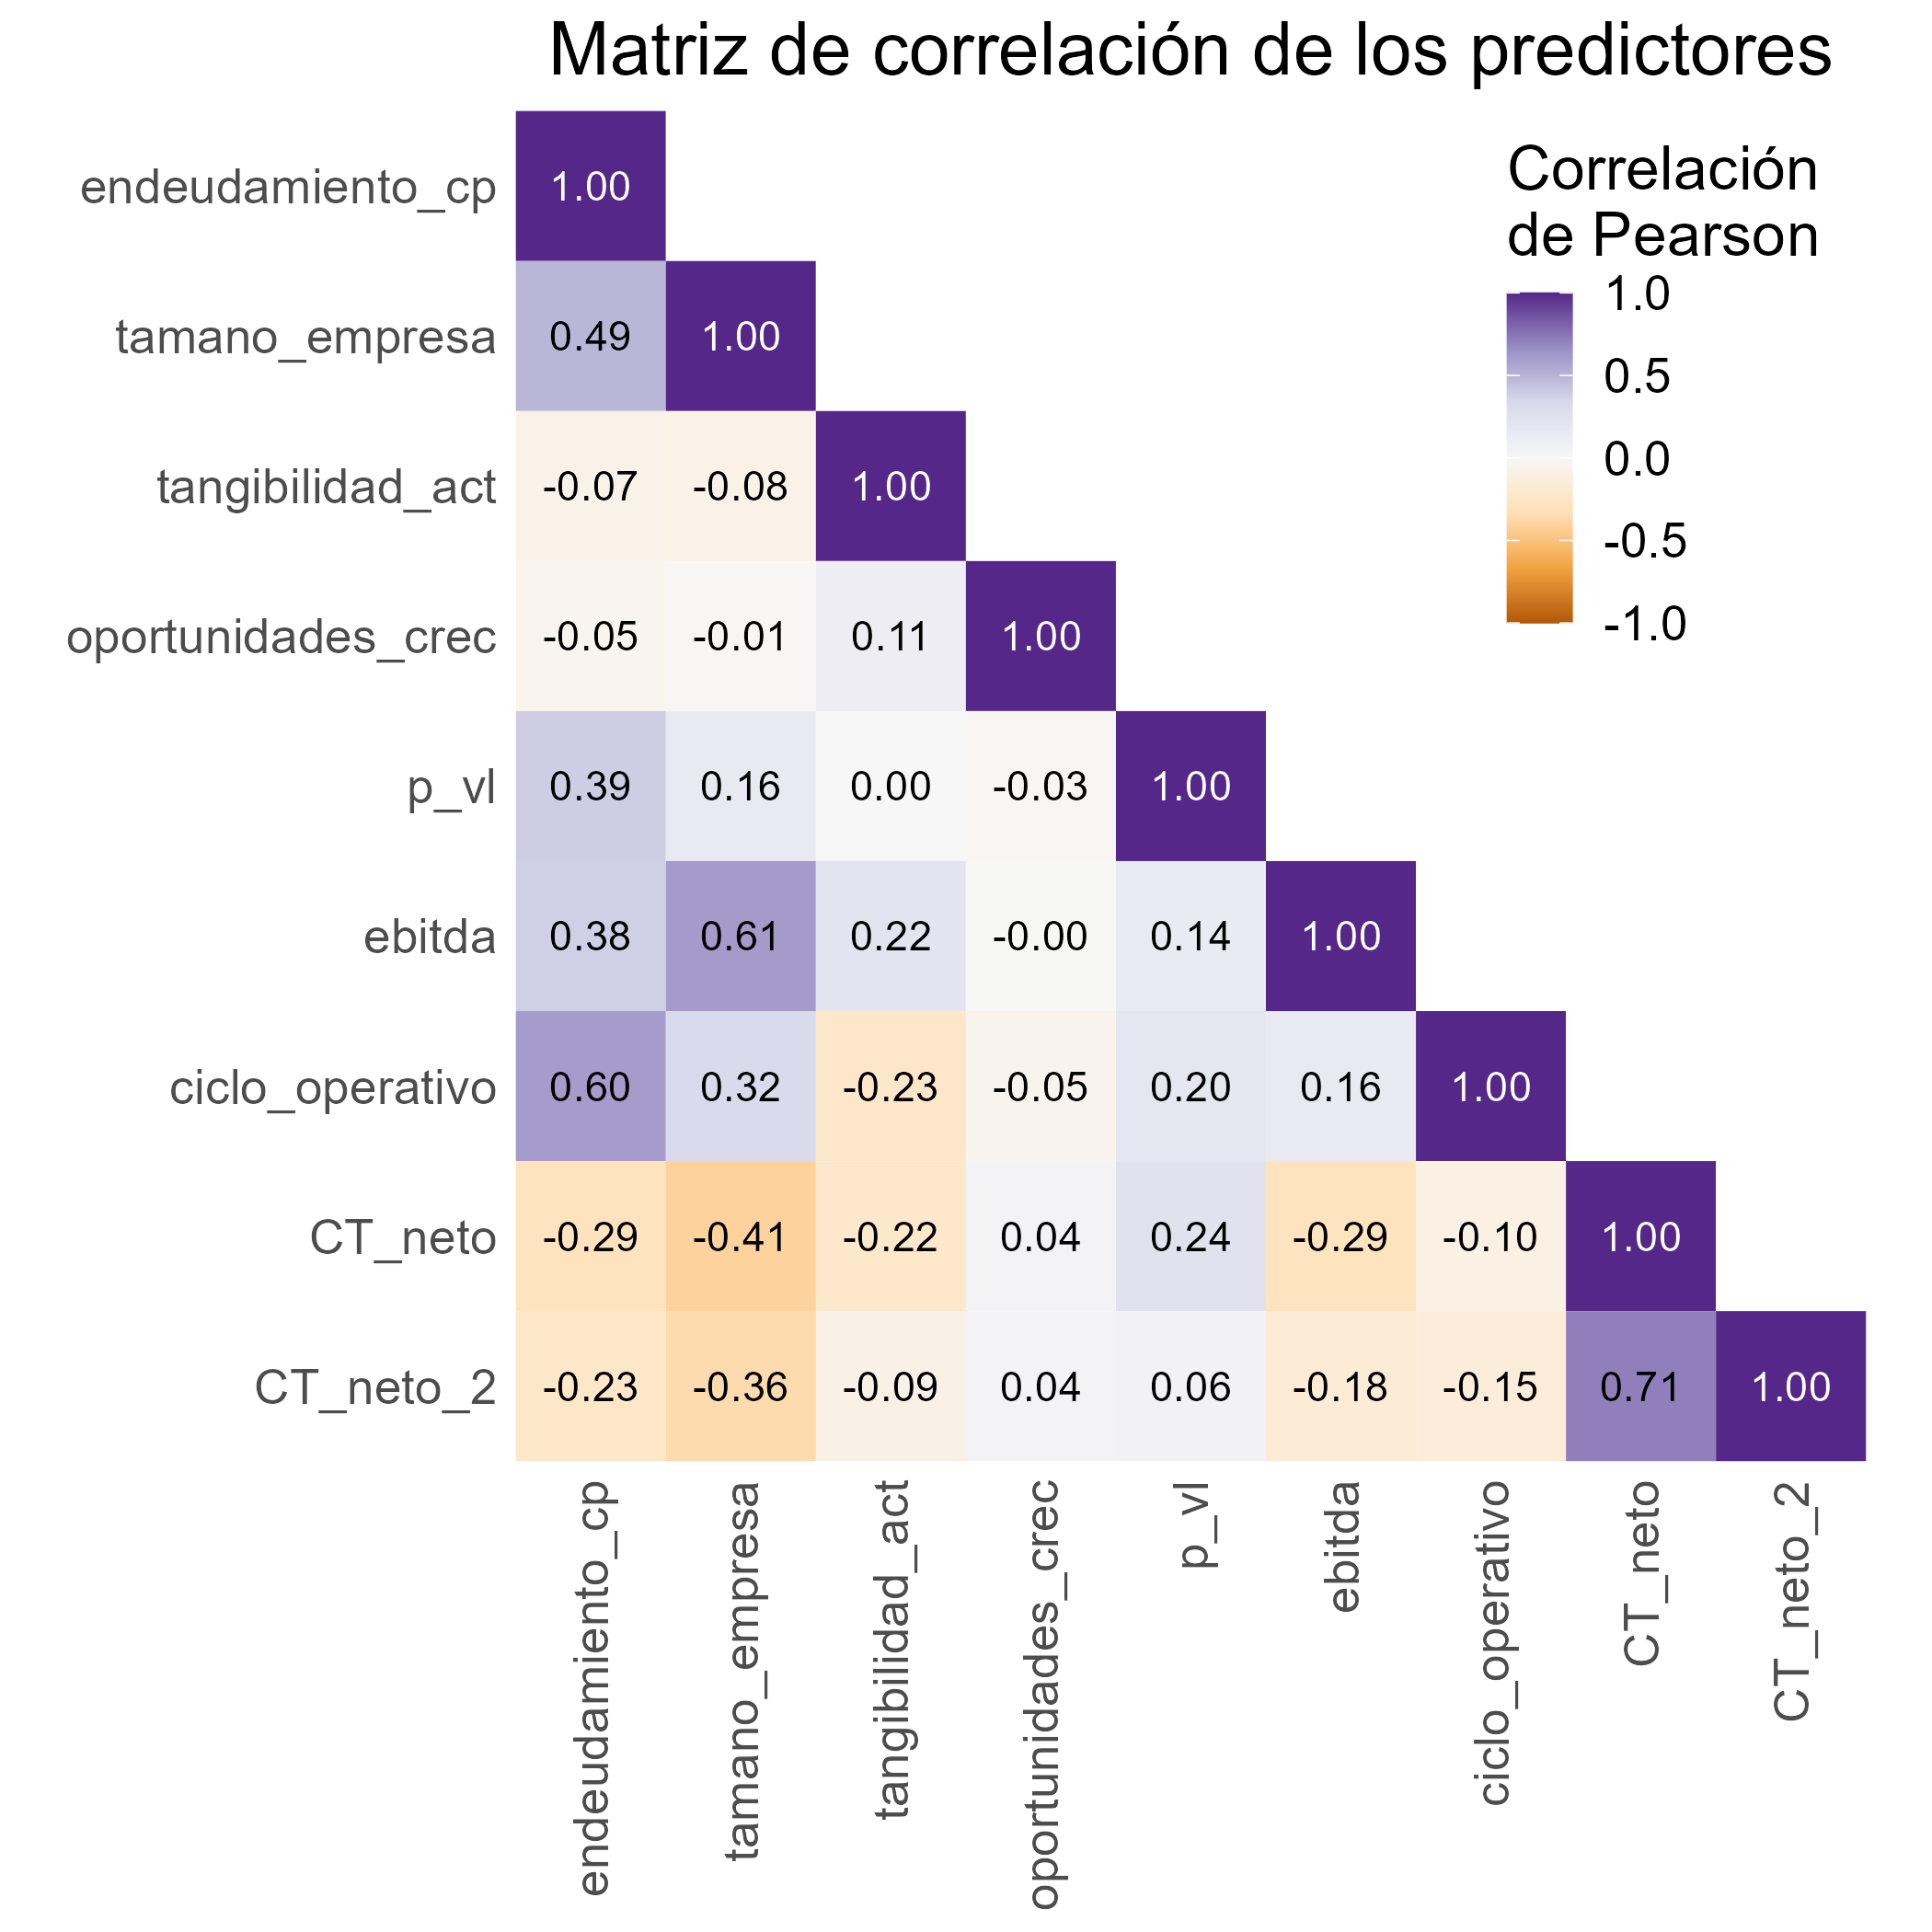 Matriz de correlación de los predictores
Correlación
de Pearson
1.0
0.5
0.0
-0.5
-1.0
endeudamiento_cp 1.00
tamano_empresa 0.49 1.00
tangibilidad_act -0.07 -0.08 1.00
oportunidades_crec -0.05 -0.01 0.11 1.00
p_vl 0.39 0.16 0.00 -0.03 1.00
ebitda 0.38 0.61 0.22 -0.00 0.14 1.00
ciclo_operativo 0.60 0.32 -0.23 -0.05 0.20 0.16 1.00
CT_neto -0.29 -0.41 -0.22 0.04 0.24 -0.29 -0.10 1.00
CT_neto_2 -0.23 -0.36 -0.09 0.04 0.06 -0.18 -0.15 0.71 1.00
endeudamiento_cp
tamano_empresa
tangibilidad_act
oportunidades_crec
p_vl
ebitda
ciclo_operativo
CT_neto
CT_neto_2